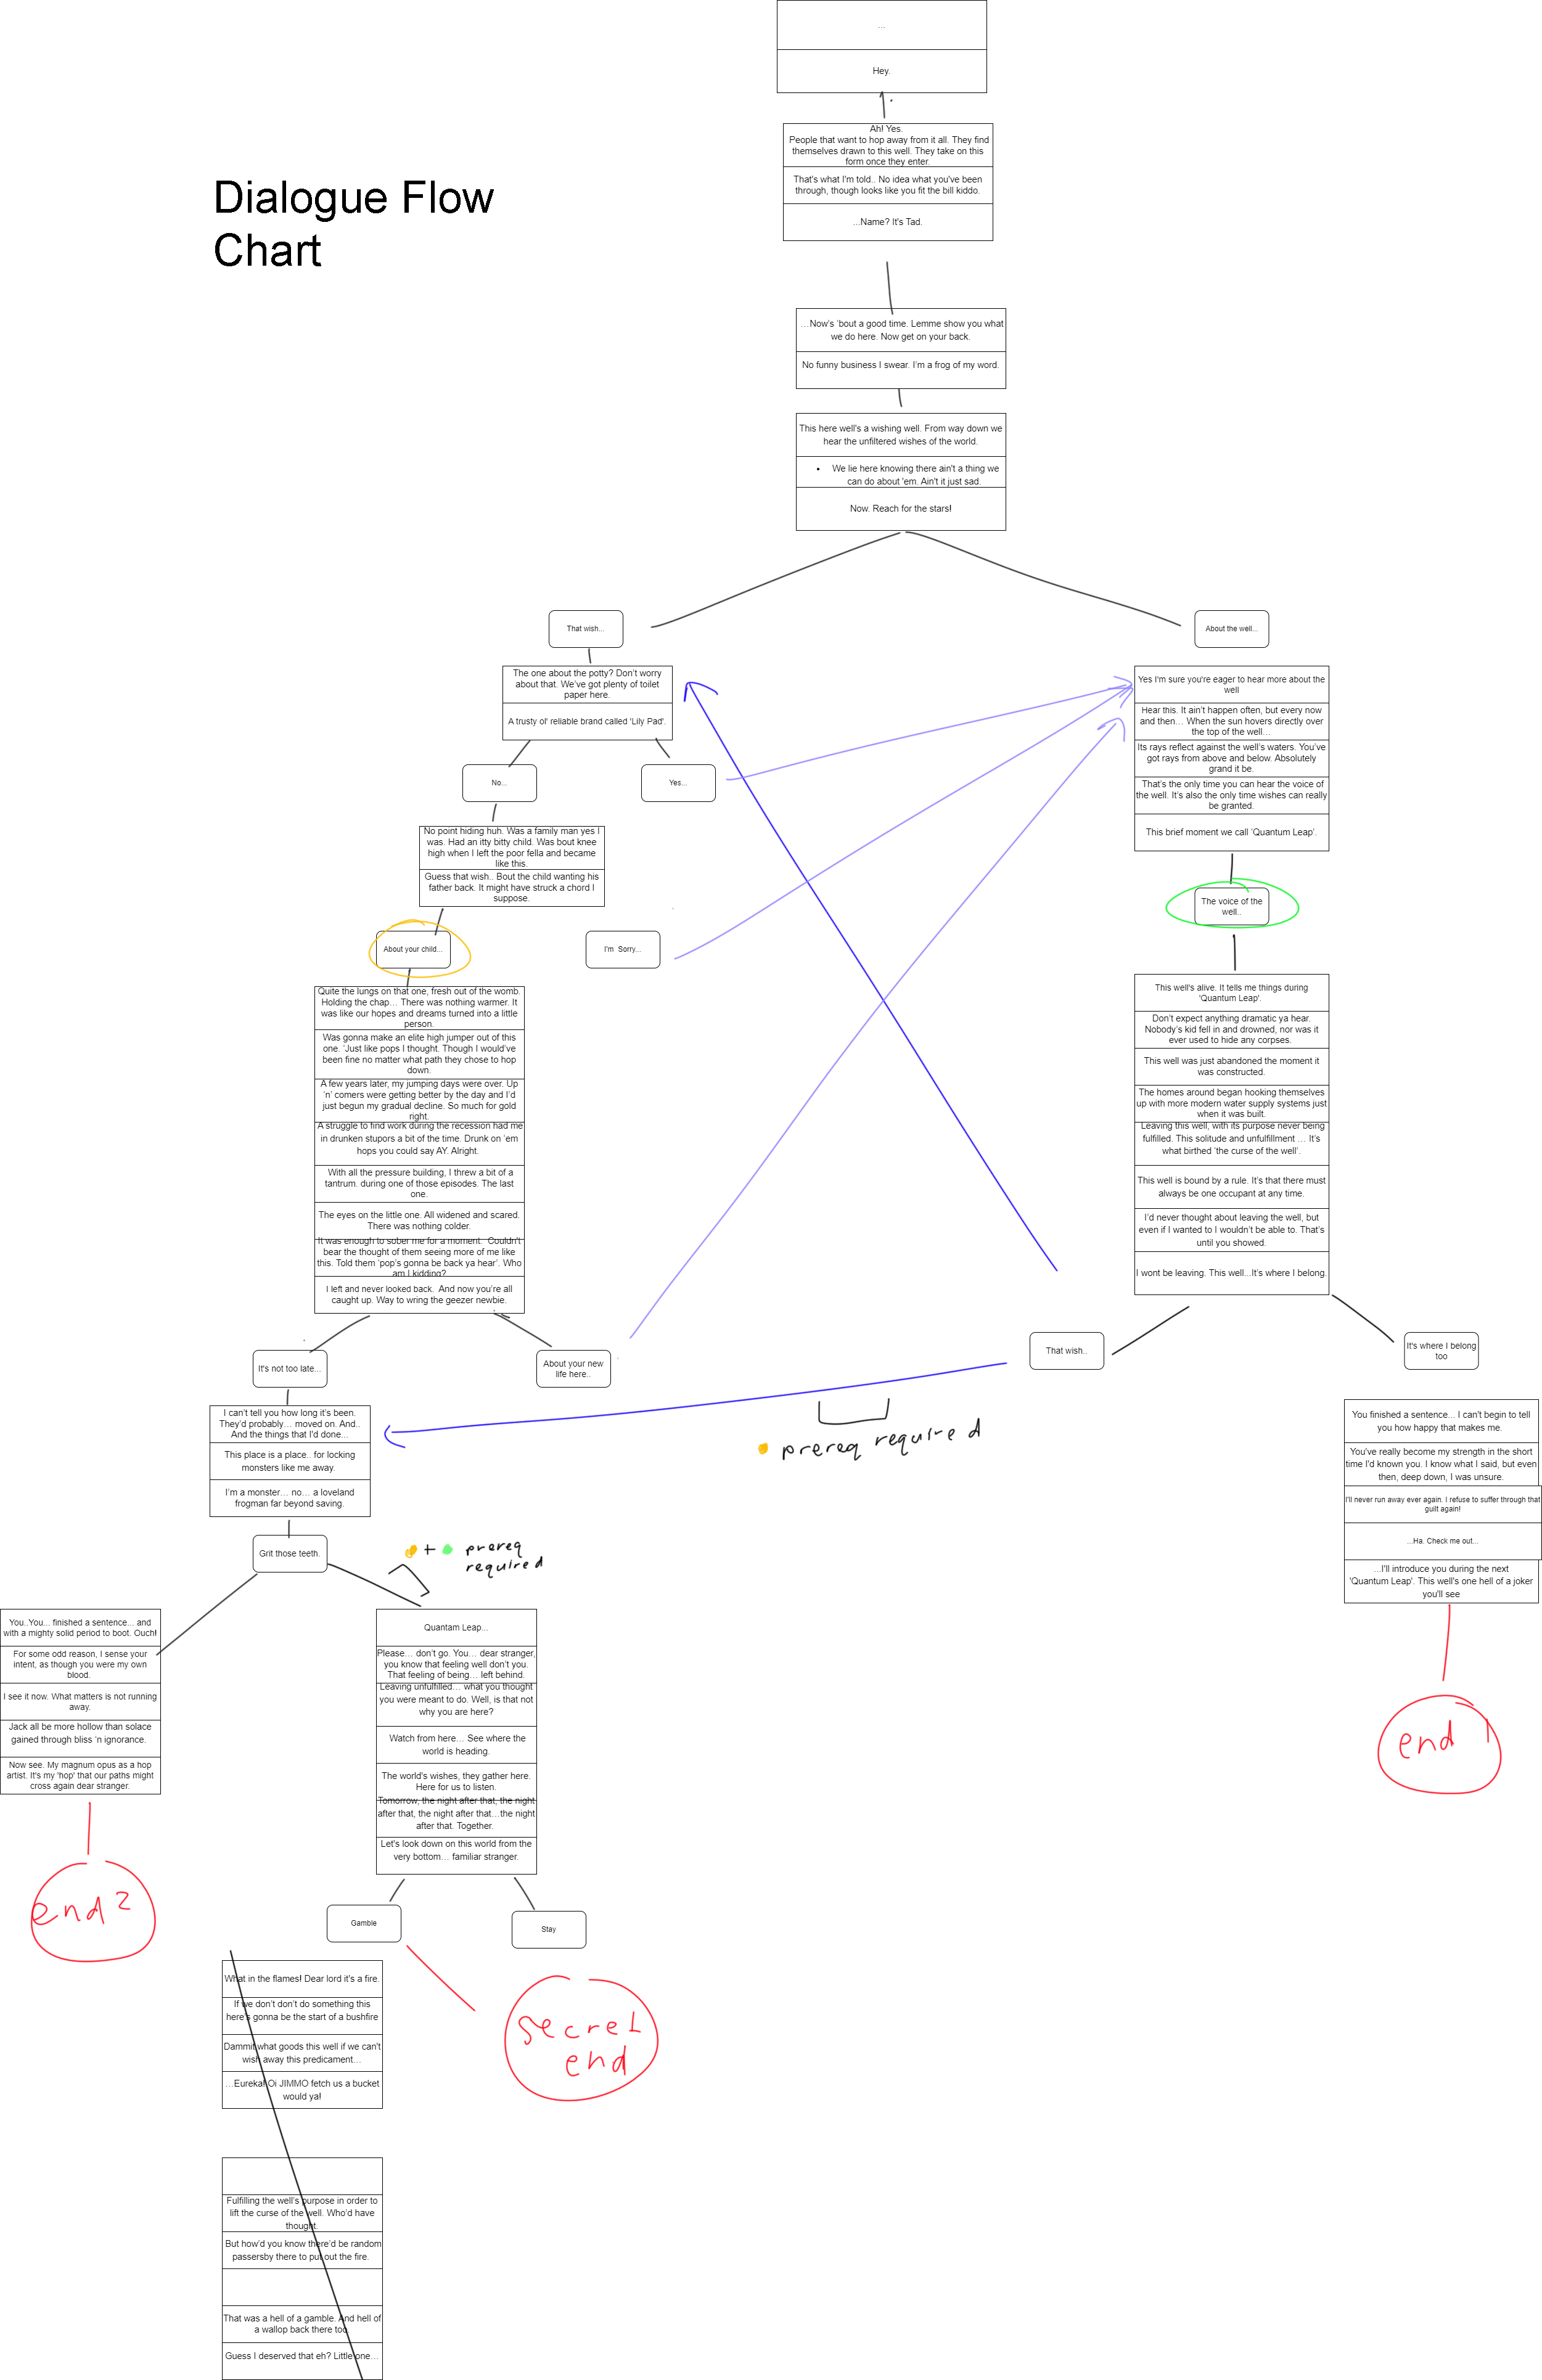 ...
Hey.
Ah! Yes.
People that want to hop away from it all. They find
themselves drawn to this well. They take on this
form once they enter.
That's what I'm told.. No idea what you've been
through, though looks like you fit the bill kiddo.
...Name? It's Tad.
Dialogue Flow
Chart
…Now's 'bout a good time. Lemme show you what
we do here. Now get on your back.
No funny business I swear. I'm a frog of my word.
This here well's a wishing well. From way down we
hear the unfiltered wishes of the world.
• We lie here knowing there ain't a thing we
can do about 'em. Ain't it just sad.
Now. Reach for the stars!
That wish...
The one about the potty? Don't worry
about that. We've got plenty of toilet
paper here.
A trusty ol' reliable brand called 'Lily Pad'.
No...
Yes...
No point hiding huh. Was a family man yes I
was. Had an itty bitty child. Was bout knee
high when I left the poor fella and became
like this.
Guess that wish.. Bout the child wanting his
father back. It might have struck a chord I
suppose.
About your child...
I'm Sorry...
Quite the lungs on that one, fresh out of the womb.
Holding the chap… There was nothing warmer. It
was like our hopes and dreams turned into a little
person.
Was gonna make an elite high jumper out of this
one. 'Just like pops I thought. Though I would've
been fine no matter what path they chose to hop
down.
A few years later, my jumping days were over. Up
'n' comers were getting better by the day and I'd
just begun my gradual decline. So much for gold
right.
A struggle to find work during the recession had me
in drunken stupors a bit of the time. Drunk on 'em
hops you could say AY. Alright.
With all the pressure building, I threw a bit of a
tantrum. during one of those episodes. The last
one.
The eyes on the little one. All widened and scared.
There was nothing colder.
It was enough to sober me for a moment. Couldn't
bear the thought of them seeing more of me like
this. Told them 'pop's gonna be back ya hear'. Who
am I kidding?
I left and never looked back. And now you're all
caught up. Way to wring the geezer newbie.
It's not too late...
About your new
life here..
I can't tell you how long it's been.
They'd probably… moved on. And..
And the things that I'd done...
This place is a place.. for locking
monsters like me away.
I'm a monster… no… a loveland
frogman far beyond saving.
Grit those teeth.
+ prereq
required
You..You... finished a sentence... and
with a mighty solid period to boot. Ouch!
For some odd reason, I sense your
intent, as though you were my own
blood.
I see it now. What matters is not running
away.
Jack all be more hollow than solace
gained through bliss 'n ignorance.
Now see. My magnum opus as a hop
artist. It's my 'hop' that our paths might
cross again dear stranger.
end 2
Quantam Leap...
Please… don't go. You… dear stranger,
you know that feeling well don't you.
That feeling of being… left behind.
Leaving unfulfilled… what you thought
you were meant to do. Well, is that not
why you are here?
Watch from here… See where the
world is heading.
The world's wishes, they gather here.
Here for us to listen.
Tomorrow, the night after that, the night
after that, the night after that…the night
after that. Together.
Let's look down on this world from the
very bottom… familiar stranger.
Gamble
Stay
secret
end
What in the flames! Dear lord it's a fire.
If we don't don't do something this
here's gonna be the start of a bushfire
Dammit what goods this well if we can't
wish away this predicament…
…Eureka! Oi JIMMO fetch us a bucket
would ya!
Fulfilling the well's purpose in order to
lift the curse of the well. Who'd have
thought.
But how'd you know there'd be random
passersby there to put out the fire.
That was a hell of a gamble. And hell of
a wallop back there too.
Guess I deserved that eh? Little one…
About the well...
Yes I'm sure you're eager to hear more about the
well
Hear this. It ain't happen often, but every now
and then… When the sun hovers directly over
the top of the well…
Its rays reflect against the well's waters. You've
got rays from above and below. Absolutely
grand it be.
That's the only time you can hear the voice of
the well. It's also the only time wishes can really
be granted.
This brief moment we call 'Quantum Leap'.
The voice of the
well..
This well's alive. It tells me things during
'Quantum Leap'.
Don't expect anything dramatic ya hear.
Nobody's kid fell in and drowned, nor was it
ever used to hide any corpses.
This well was just abandoned the moment it
was constructed.
The homes around began hooking themselves
up with more modern water supply systems just
when it was built.
Leaving this well, with its purpose never being
fulfilled. This solitude and unfulfillment … It's
what birthed 'the curse of the well'.
This well is bound by a rule. It's that there must
always be one occupant at any time.
I'd never thought about leaving the well, but
even if I wanted to I wouldn't be able to. That's
until you showed.
I wont be leaving. This well...It's where I belong.
That wish..
It's where I belong
too
prereq required
You finished a sentence... I can't begin to tell
you how happy that makes me.
You've really become my strength in the short
time I'd known you. I know what I said, but even
then, deep down, I was unsure.
I'll never run away ever again. I refuse to suffer through that
guilt again!
...Ha. Check me out...
...I'll introduce you during the next
'Quantum Leap'. This well's one hell of a joker
you'll see
end 1